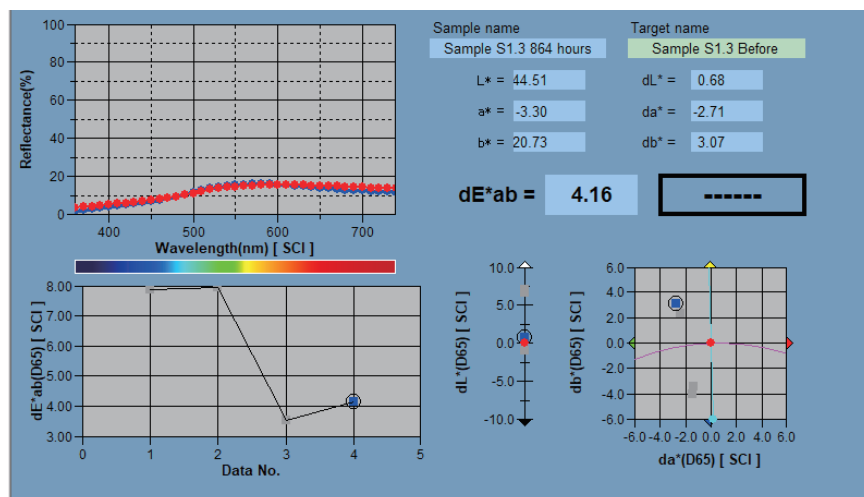 Sample name
Target name
Sample S1.3 864 hours
Sample S1.3 Before
L* = 44.51
dL* = 0.68
a* = -3.30
da* = -2.71
b* = 20.73
db* = 3.07
dE*ab = 4.16
------
Reflectance(%)
100
80
60
40
20
0
400 500 600 700
Wavelength(nm) [ SCI ]
dE*ab(D65) [ SCI ]
8.00
7.00
6.00
5.00
4.00
3.00
0 1 2 3 4 5
Data No.
dL*(D65) [ SCI ]
10.0
5.0
0.0
-5.0
-10.0
db*(D65) [ SCI ]
6.0
4.0
2.0
0.0
-2.0
-4.0
-6.0
-6.0 -4.0 -2.0 0.0 2.0 4.0 6.0
da*(D65) [ SCI ]